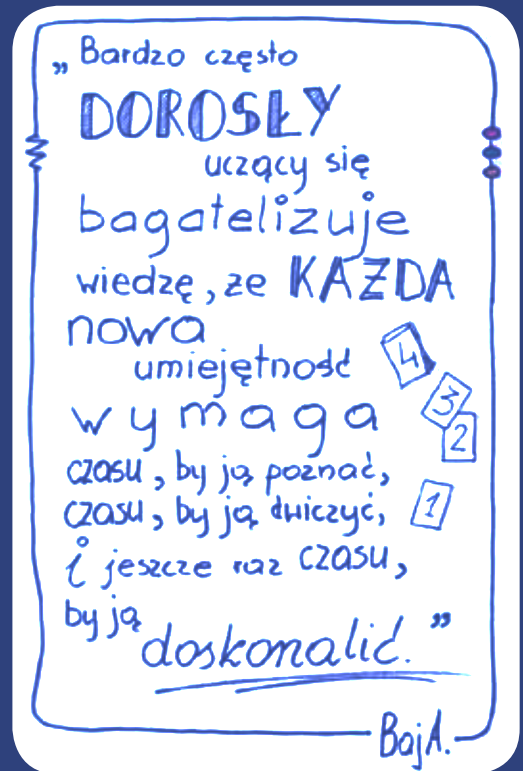 „Bardzo często
DOROSŁY
uczący się
bagatelizuje
wiedzę, że KAŻDA
nowa
umiejętność
wymaga
czasu, by ją poznać,
czasu, by ją ćwiczyć,
i jeszcze raz czasu,
by ją
doskonalić.”
4
3
2
1
Baj A.